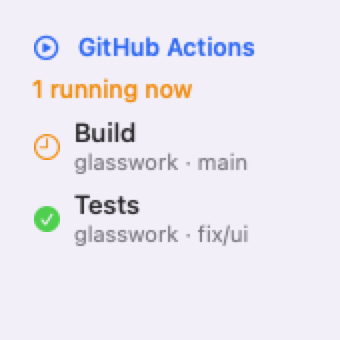 GitHub Actions
1 running now
Build
glasswork · main
Tests
glasswork · fix/ui